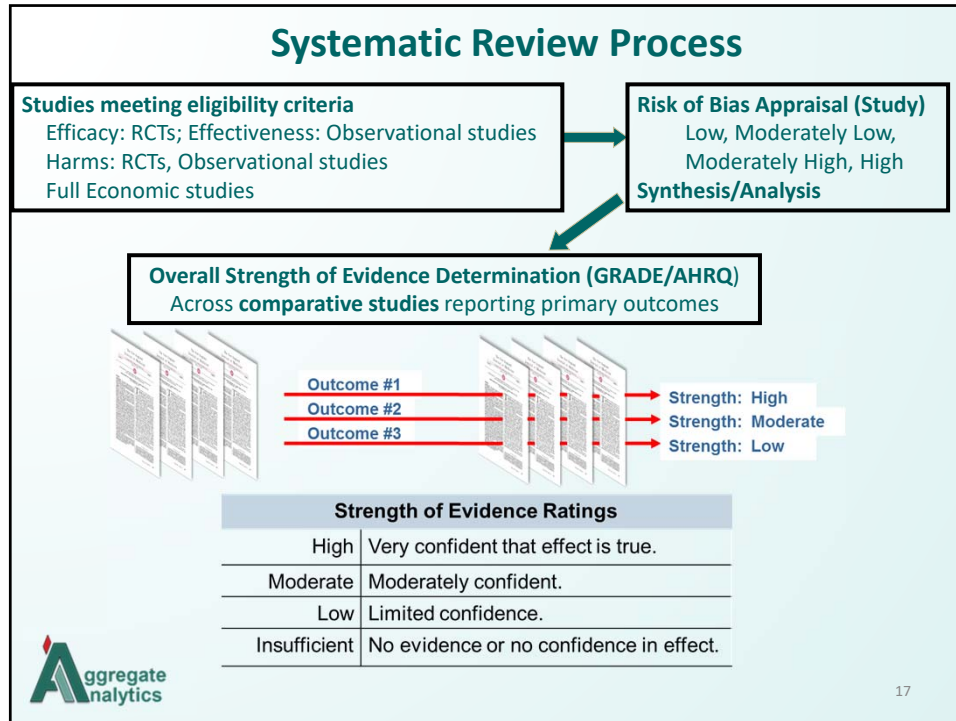 Systematic Review Process
Studies meeting eligibility criteria
Efficacy: RCTs; Effectiveness: Observational studies
Harms: RCTs, Observational studies
Full Economic studies
Risk of Bias Appraisal (Study)
Low, Moderately Low,
Moderately High, High
Synthesis/Analysis
Overall Strength of Evidence Determination (GRADE/AHRQ)
Across comparative studies reporting primary outcomes
Outcome #1
Outcome #2
Outcome #3
Strength: High
Strength: Moderate
Strength: Low
Strength of Evidence Ratings
High Very confident that effect is true.
Moderate Moderately confident.
Low Limited confidence.
Insufficient No evidence or no confidence in effect.
Aggregate
Analytics
17